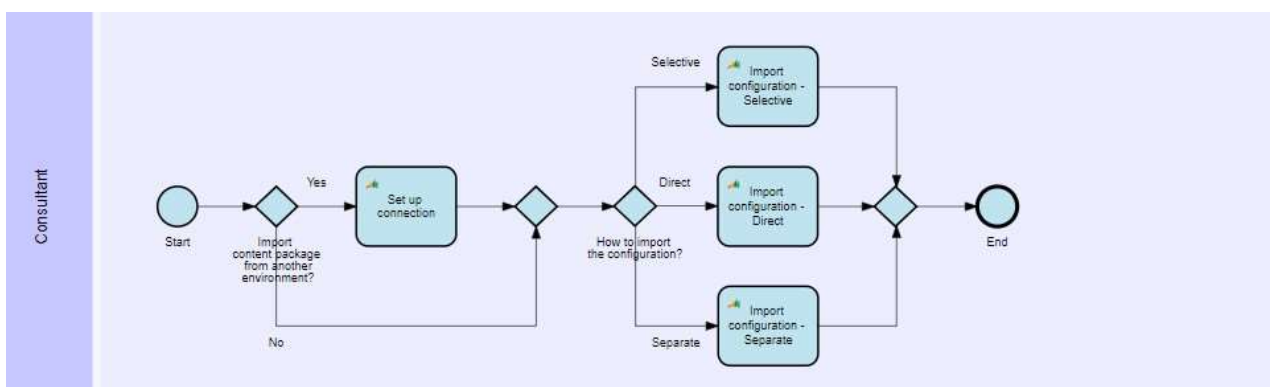 Consultant
Start
Import
content package
from another
environment?
Yes
No
Set up
connection
How to import
the configuration?
Selective
Direct
Separate
Import
configuration -
Selective
Import
configuration -
Direct
Import
configuration -
Separate
End